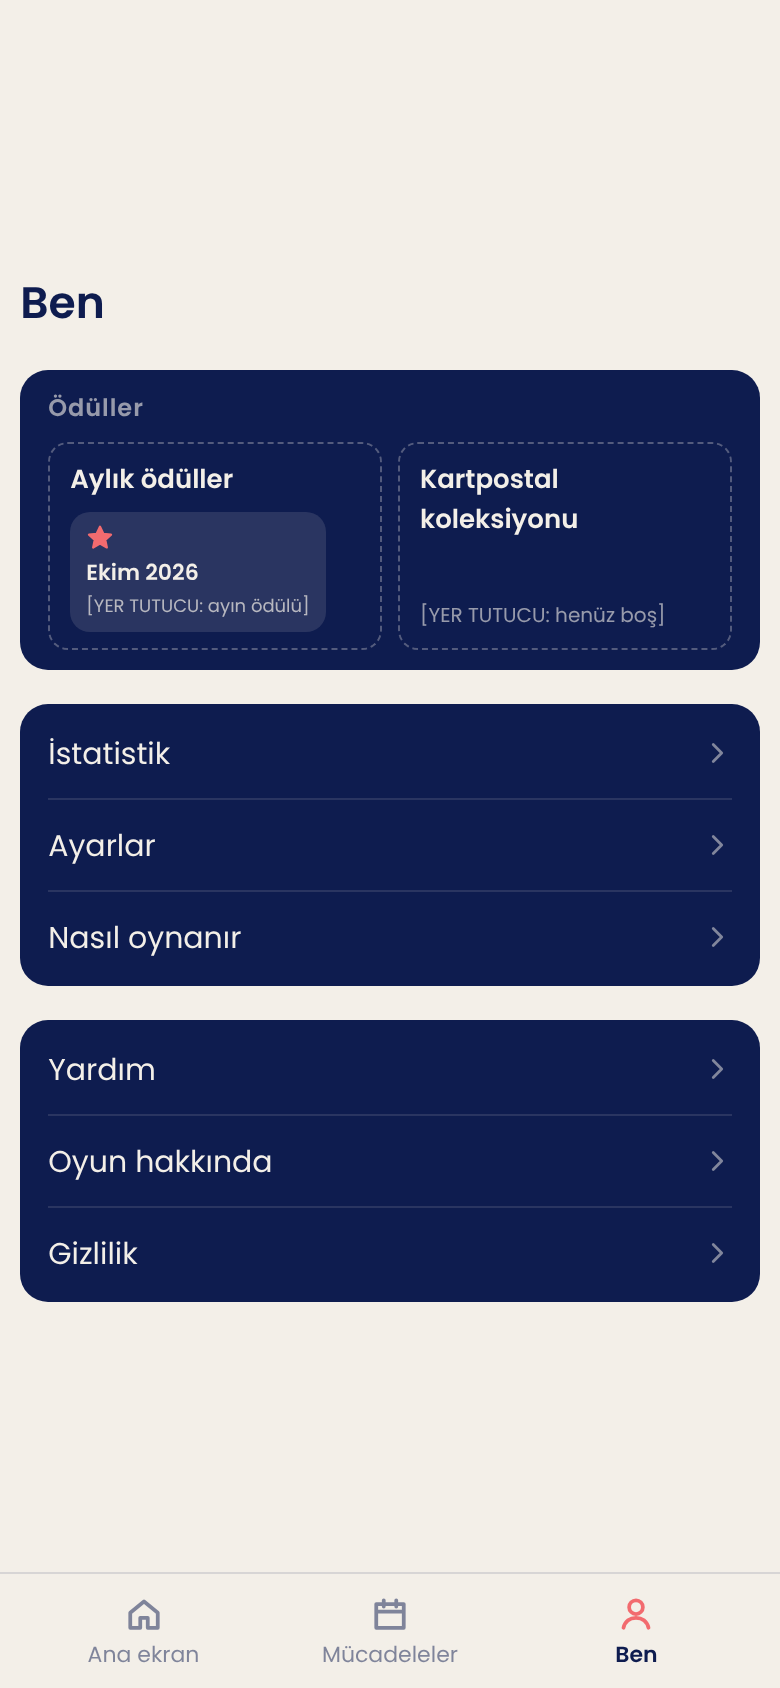 Ben
Ödüller
Aylık ödüller
Ekim 2026
[YER TUTUCU: ayın ödülü]
Kartpostal
koleksiyonu
[YER TUTUCU: henüz boş]
İstatistik
Ayarlar
Nasıl oynanır
Yardım
Oyun hakkında
Gizlilik
Ana ekran
Mücadeleler
Ben